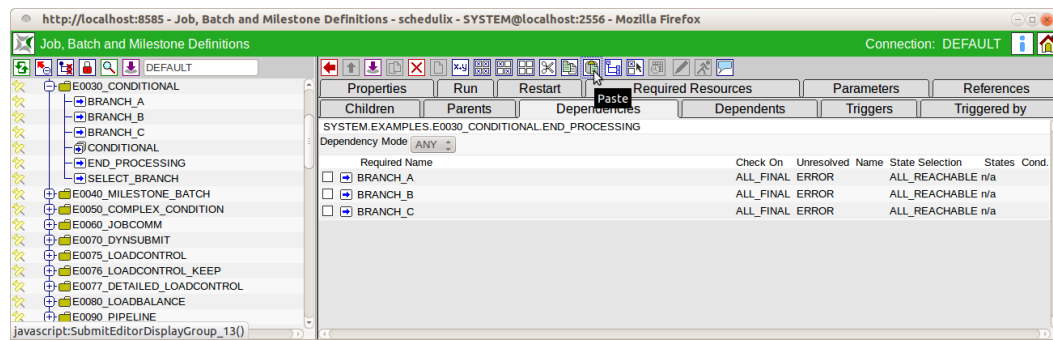 http://localhost:8585 - Job, Batch and Milestone Definitions - schedulix - SYSTEM@localhost:2556 - Mozilla Firefox
Job, Batch and Milestone Definitions
Connection: DEFAULT
DEFAULT
E0030_CONDITIONAL
BRANCH_A
BRANCH_B
BRANCH_C
CONDITIONAL
END_PROCESSING
SELECT_BRANCH
E0040_MILESTONE_BATCH
E0050_COMPLEX_CONDITION
E0060_JOBCOMM
E0070_DYNSUBMIT
E0075_LOADCONTROL
E0076_LOADCONTROL_KEEP
E0077_DETAILED_LOADCONTROL
E0080_LOADBALANCE
E0090_PIPELINE
javascript:SubmitEditorDisplayGroup_13()
x,y
Properties Run Restart Required Resources Parameters References
Paste
Children Parents Dependencies Dependents Triggers Triggered by
SYSTEM.EXAMPLES.E0030_CONDITIONAL.END_PROCESSING
Dependency Mode ANY
Required Name Check On Unresolved Name State Selection States Cond.
BRANCH_A ALL_FINAL ERROR ALL_REACHABLE n/a
BRANCH_B ALL_FINAL ERROR ALL_REACHABLE n/a
BRANCH_C ALL_FINAL ERROR ALL_REACHABLE n/a